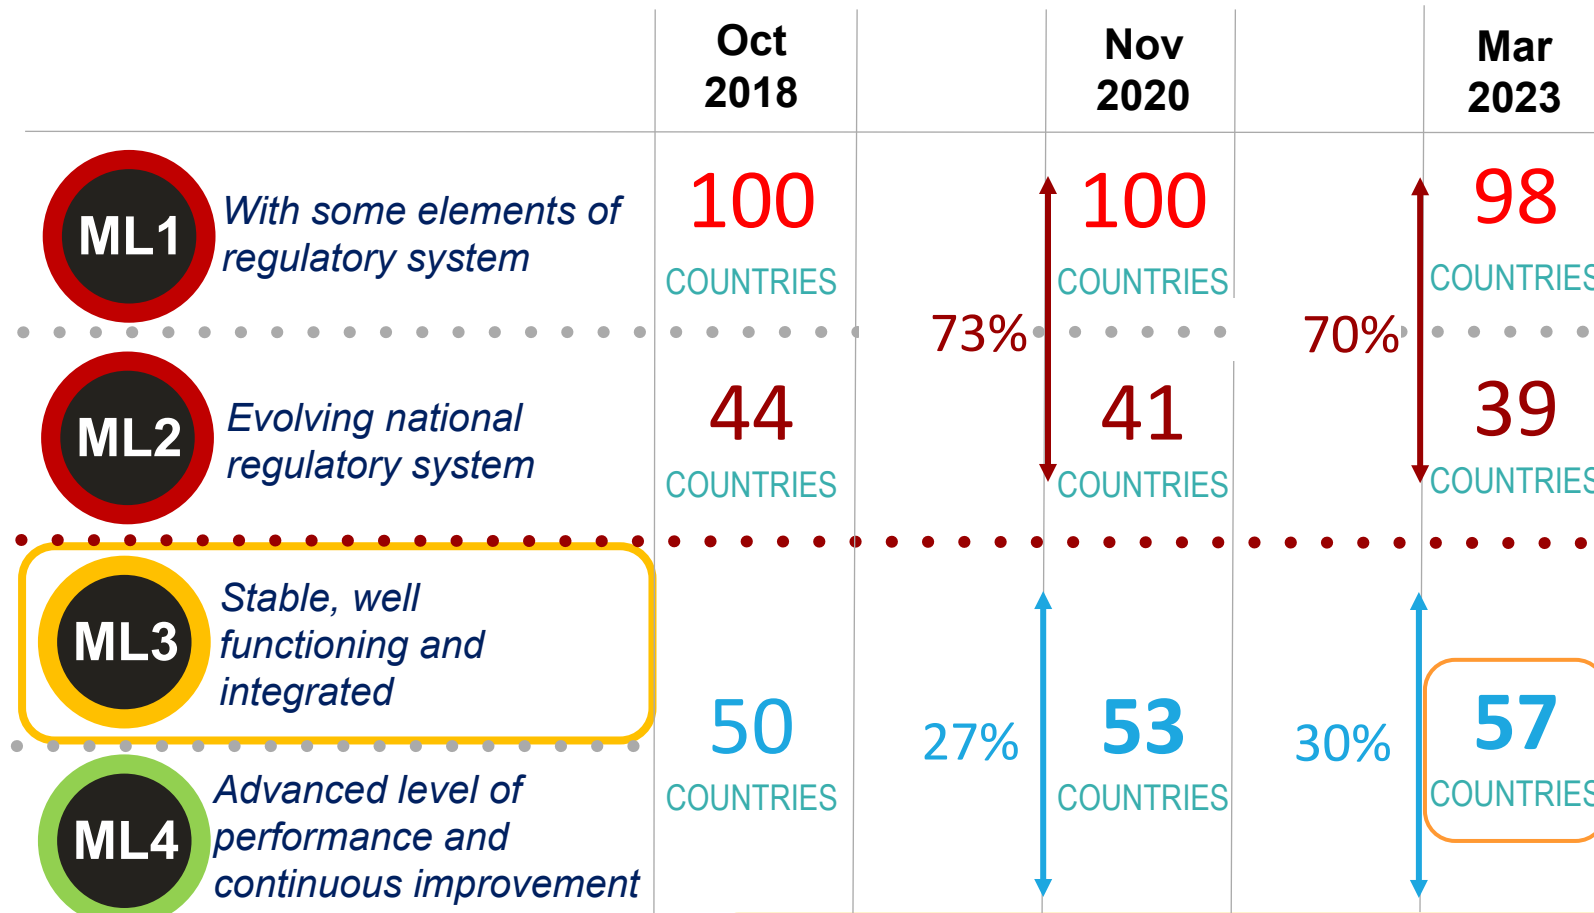 Oct
2018
Nov
2020
Mar
2023
ML1
With some elements of
regulatory system
100
COUNTRIES
100
COUNTRIES
98
COUNTRIES
73%
70%
ML2
Evolving national
regulatory system
44
COUNTRIES
41
COUNTRIES
39
COUNTRIES
ML3
Stable, well
functioning and
integrated
50
COUNTRIES
27%
53
COUNTRIES
30%
57
COUNTRIES
ML4
Advanced level of
performance and
continuous improvement